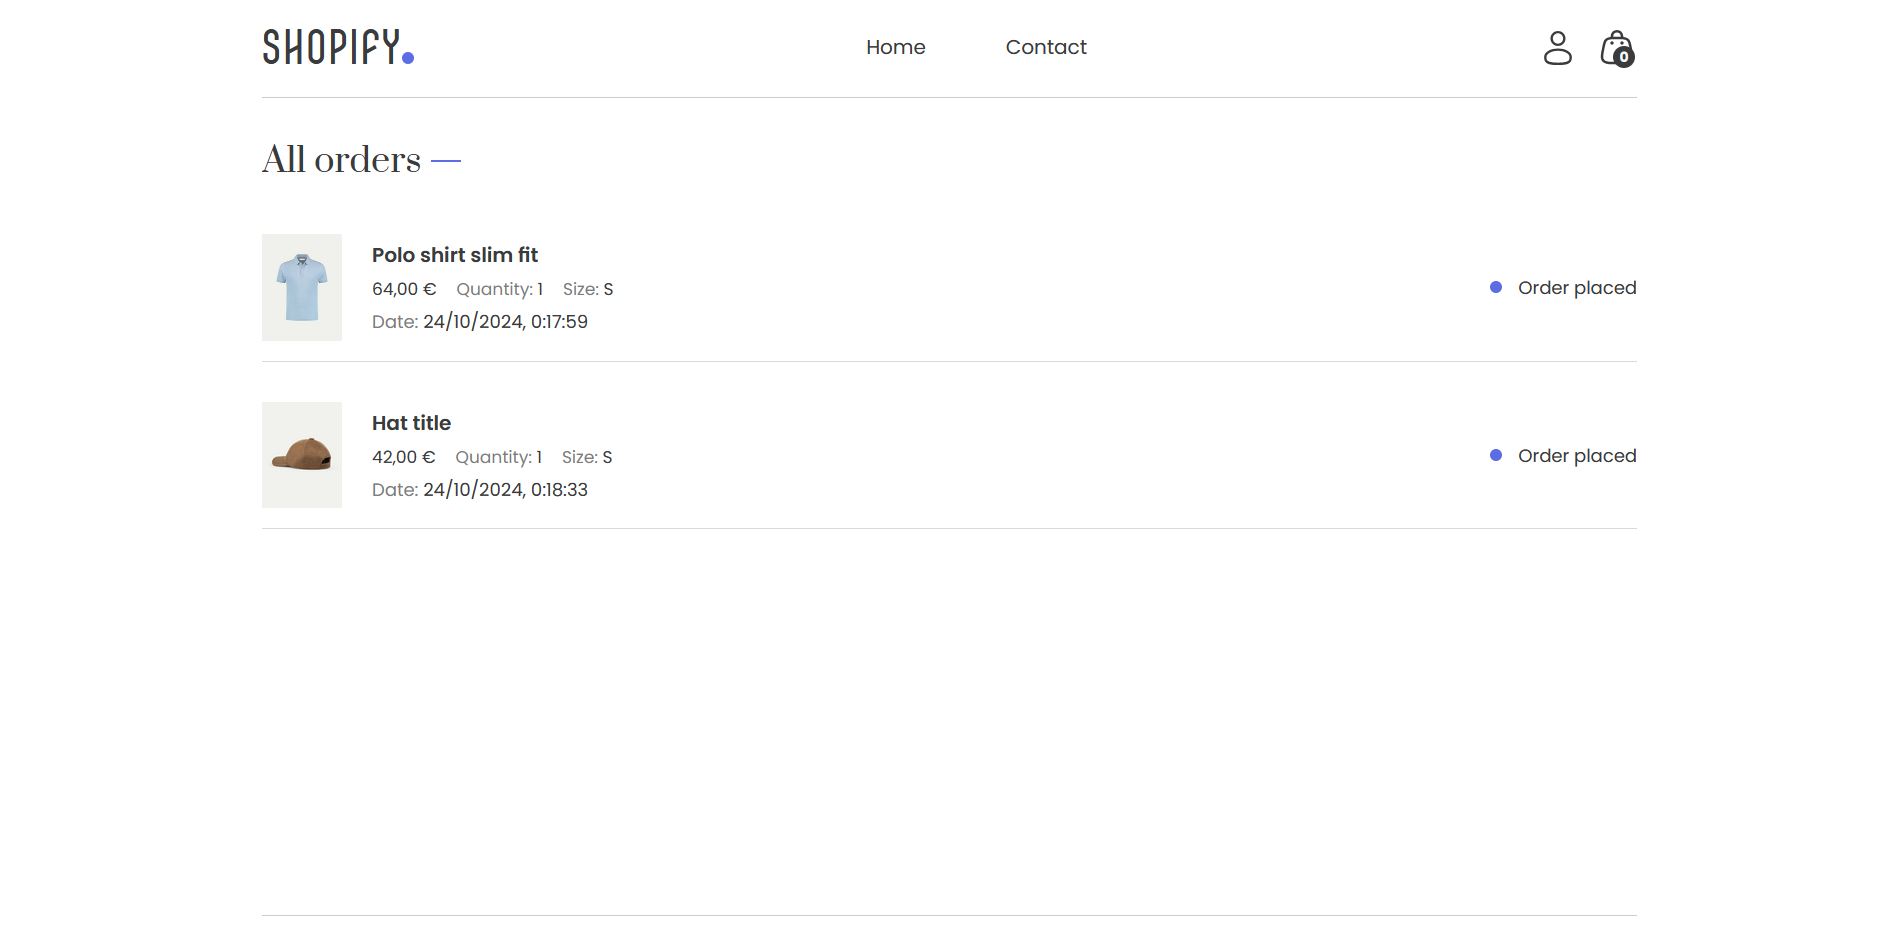 SHOPIFY.
Home Contact
0
All orders
Polo shirt slim fit
64,00 € Quantity: 1 Size: S
Date: 24/10/2024, 0:17:59
Order placed
Hat title
42,00 € Quantity: 1 Size: S
Date: 24/10/2024, 0:18:33
Order placed